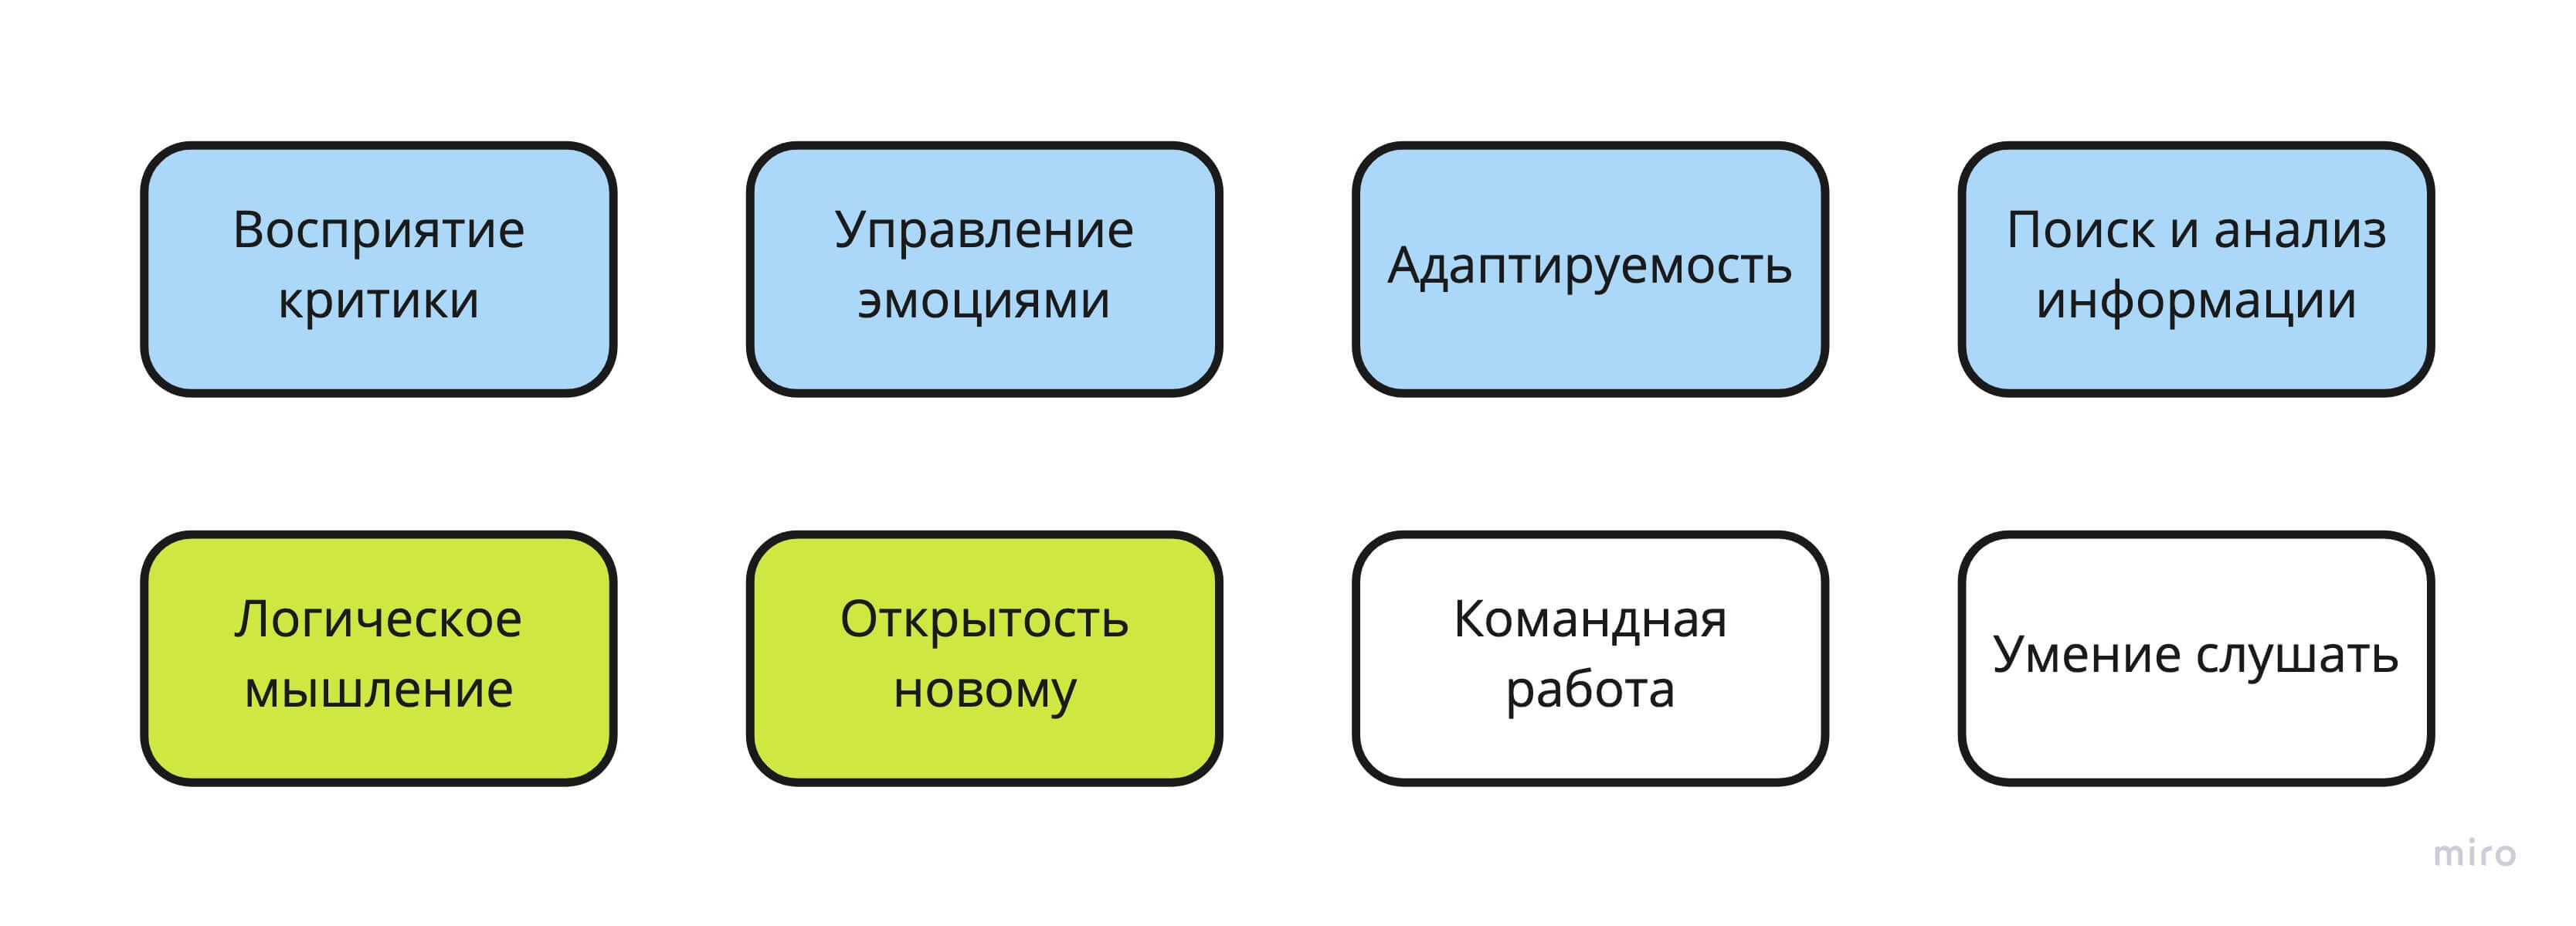 Восприятие
критики
Управление
эмоциями
Адаптируемость
Поиск и анализ
информации
Логическое
мышление
Открытость
новому
Командная
работа
Умение слушать
miro